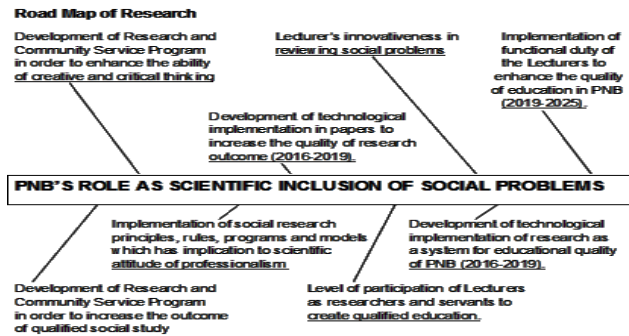 Road Map of Research
Development of Research and
Community Service Program
in order to enhance the ability
of creative and critical thinking
Lecturer's innovativeness in
reviewing social problems
Implementation of
functional duty of
the Lecturers to
enhance the quality
of education in PNB
(2019-2025).
Development of technological
implementation in papers to
increase the quality of research
outcome (2016-2019).
PNB'S ROLE AS SCIENTIFIC INCLUSION OF SOCIAL PROBLEMS
Implementation of social research
principles, rules, programs and models
which has implication to scientific
attitude of professionalism
Development of technological
implementation of research as
a system for educational quality
of PNB (2016-2019).
Development of Research and
Community Service Program
in order to increase the outcome
of qualified social study
Level of participation of Lecturers
as researchers and servants to
create qualified education.